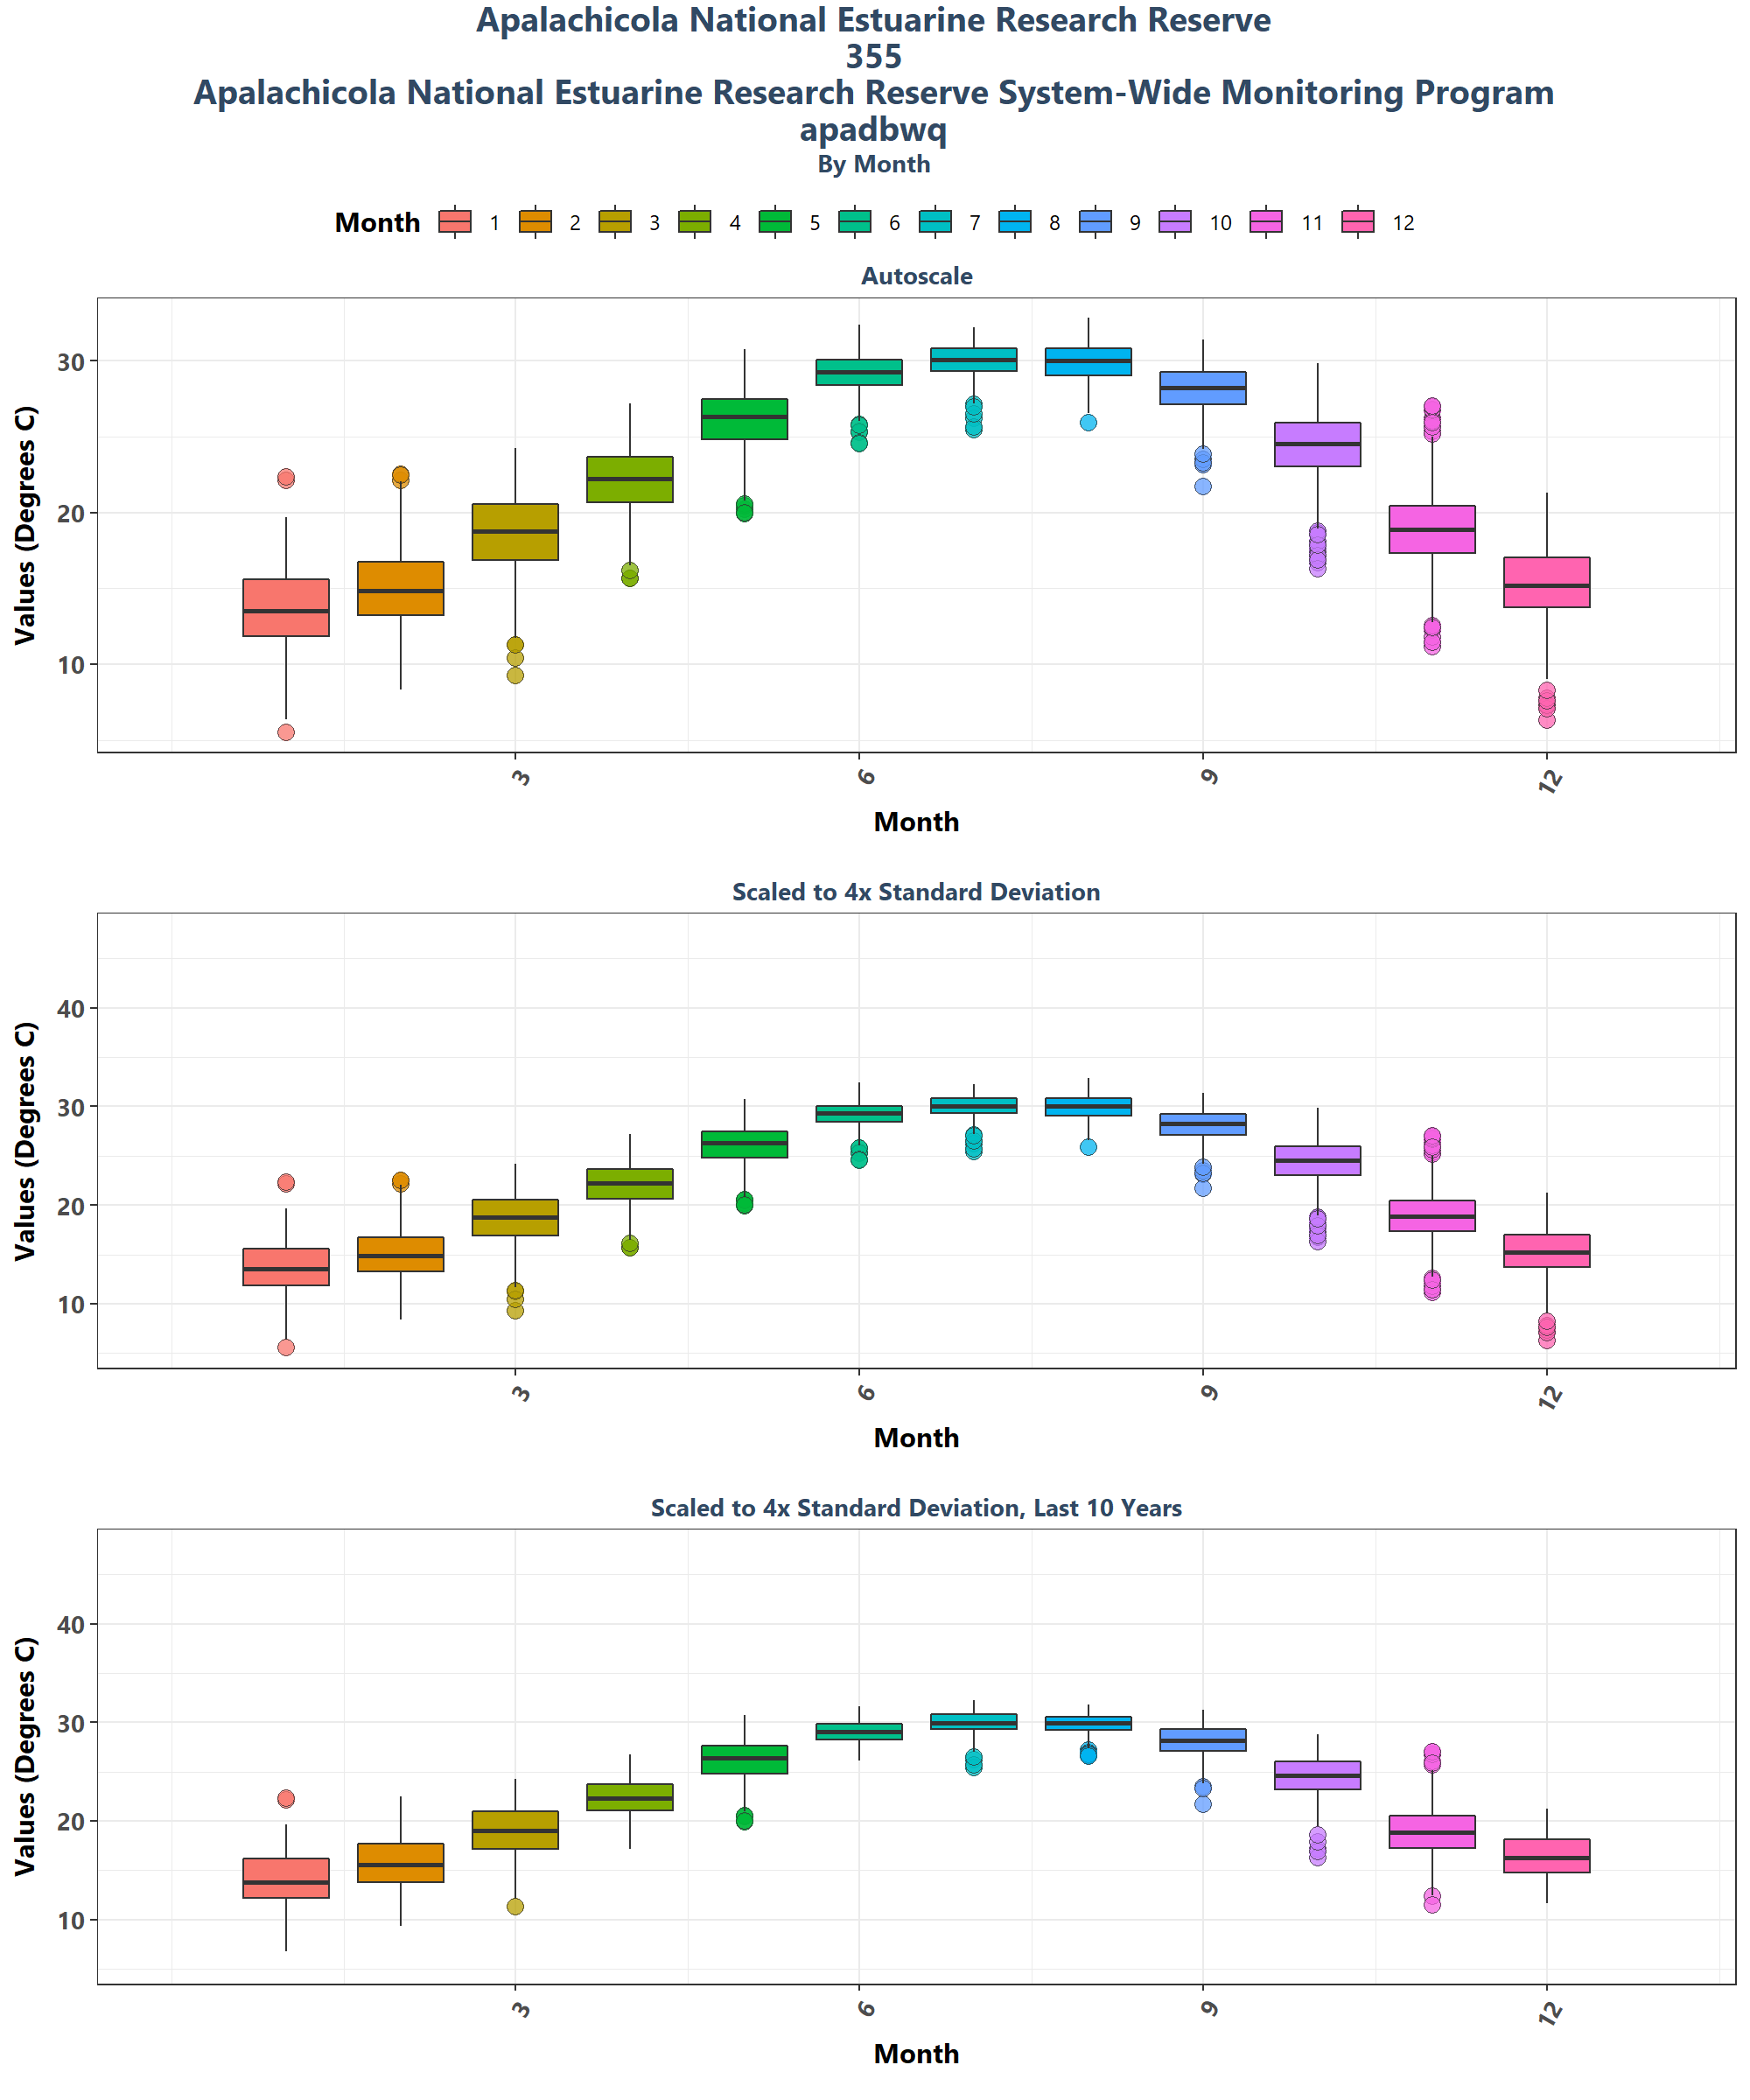 Apalachicola National Estuarine Research Reserve
355
Apalachicola National Estuarine Research Reserve System-Wide Monitoring Program
apadbwq
By Month
Month 1 2 3 4 5 6 7 8 9 10 11 12
Autoscale
Values (Degrees C)
30
20
10
3 6 9 12
Month
Scaled to 4x Standard Deviation
Values (Degrees C)
40
30
20
10
3 6 9 12
Month
Scaled to 4x Standard Deviation, Last 10 Years
Values (Degrees C)
40
30
20
10
3 6 9 12
Month